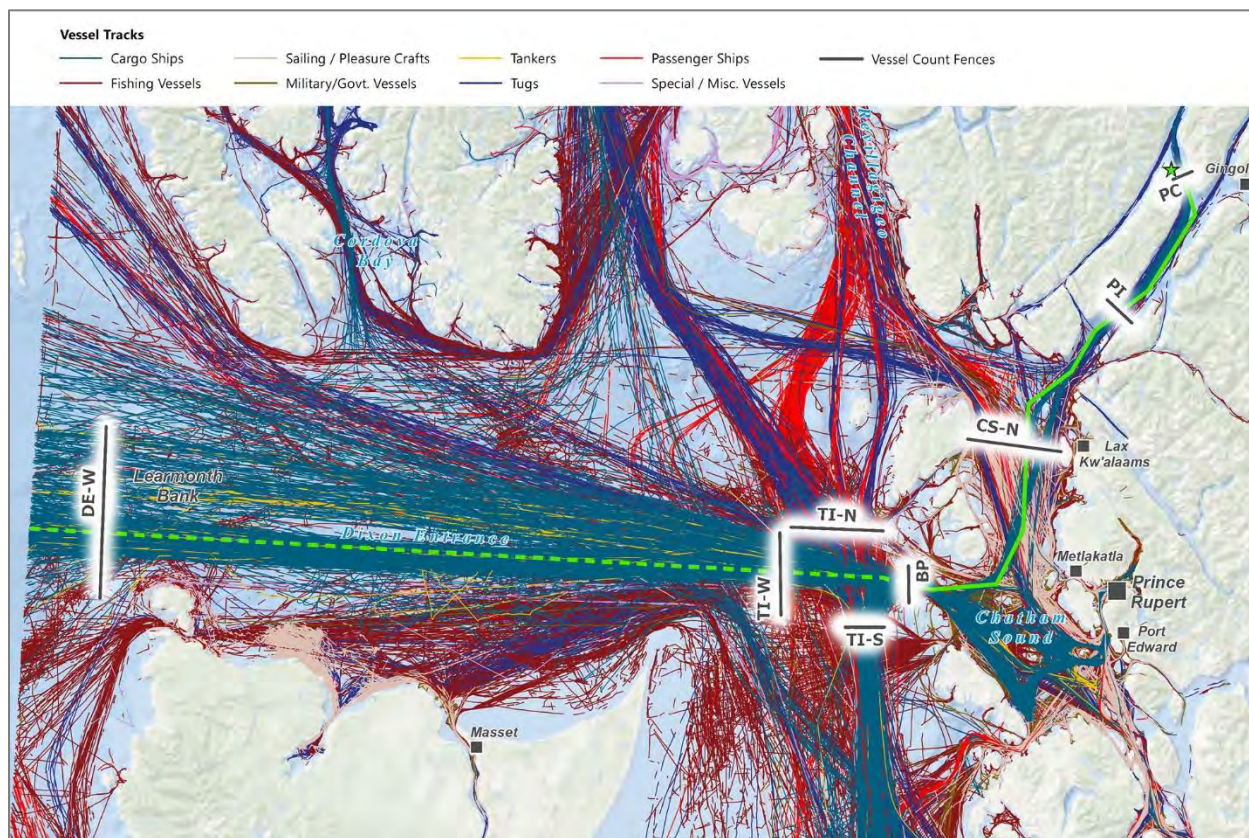 Vessel Tracks
Cargo Ships
Sailing / Pleasure Crafts
Tankers
Passenger Ships
Vessel Count Fences
Fishing Vessels
Military/Govt. Vessels
Tugs
Special / Misc. Vessels
Revillagigedo
Channel
Gingol
PC
Cordova
Bay
PI
CS-N
Lax
Kw'alaams
DE-W
Learmonth
Bank
TI-N
Dixon Entrance
TI-W
BP
Metlakatla
Prince
Rupert
Chatham
Sound
Port
Edward
TI-S
Masset